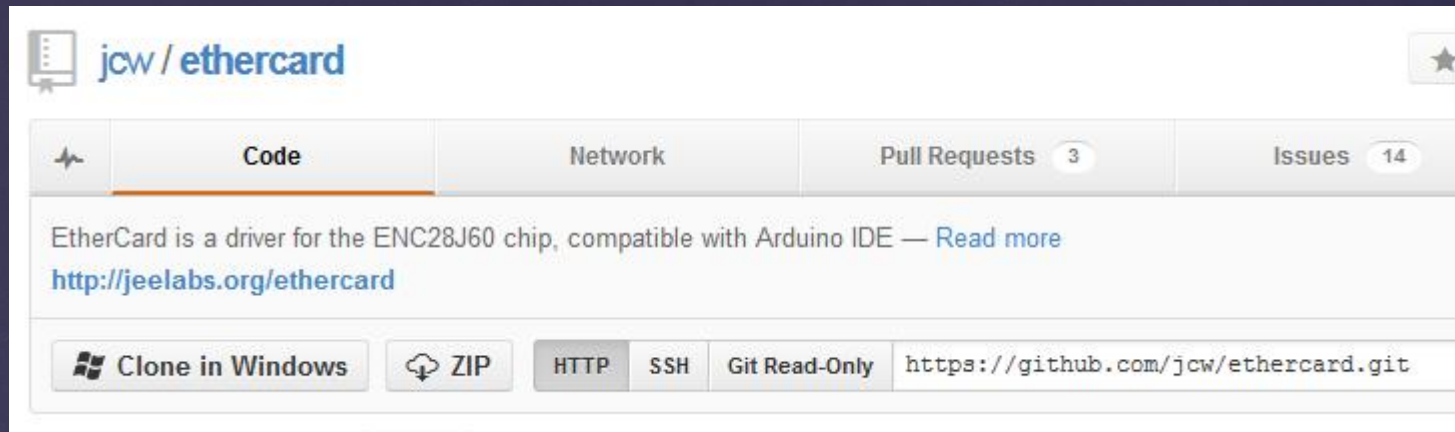 jcw / ethercard
Code Network Pull Requests 3 Issues 14
EtherCard is a driver for the ENC28J60 chip, compatible with Arduino IDE — Read more
http://jeelabs.org/ethercard
Clone in Windows ZIP HTTP SSH Git Read-Only https://github.com/jcw/ethercard.git